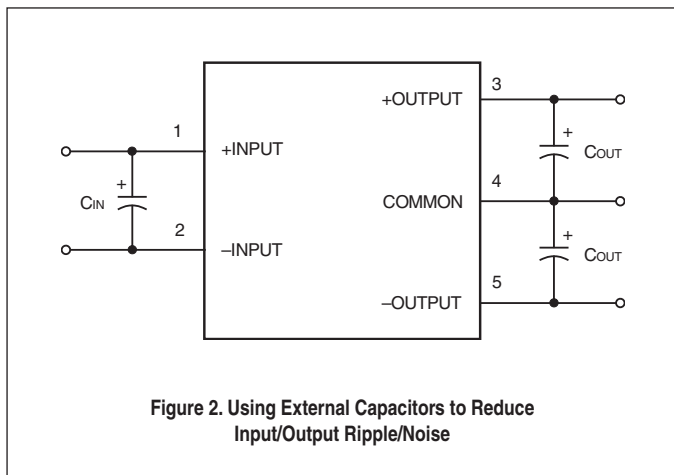 3
+OUTPUT
1
+
+INPUT
COUT
4
+
COMMON
CIN
+
2
–INPUT
COUT
5
–OUTPUT
Figure 2. Using External Capacitors to Reduce
Input/Output Ripple/Noise